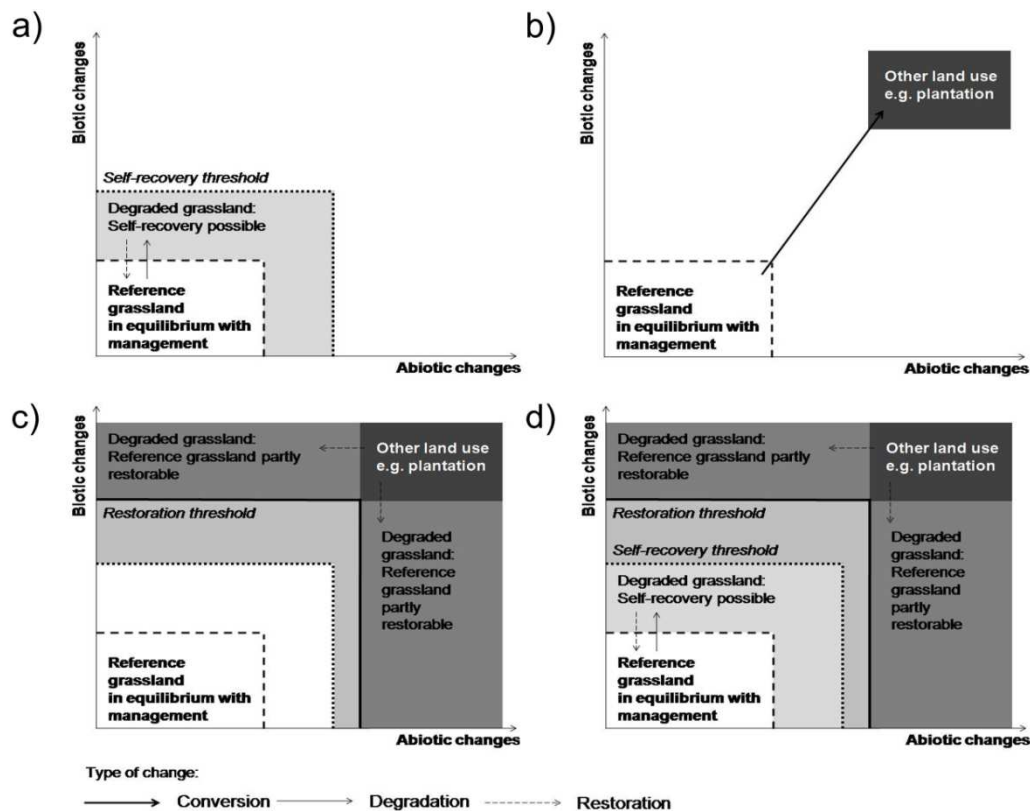 a)
Biotic changes
Self-recovery threshold
Degraded grassland:
Self-recovery possible
Reference
grassland
in equilibrium with
management
Abiotic changes
b)
Biotic changes
Other land use
e.g. plantation
Reference
grassland
in equilibrium with
management
Abiotic changes
c)
Biotic changes
Degraded grassland:
Reference grassland partly
restorable
Other land use
e.g. plantation
Restoration threshold
Degraded
grassland:
Reference
grassland
partly
restorable
Reference
grassland
in equilibrium with
management
Abiotic changes
d)
Biotic changes
Degraded grassland:
Reference grassland partly
restorable
Other land use
e.g. plantation
Restoration threshold
Self-recovery threshold
Degraded grassland:
Self-recovery possible
Degraded
grassland:
Reference
grassland
partly
restorable
Reference
grassland
in equilibrium with
management
Abiotic changes
Type of change:
Conversion
Degradation
Restoration